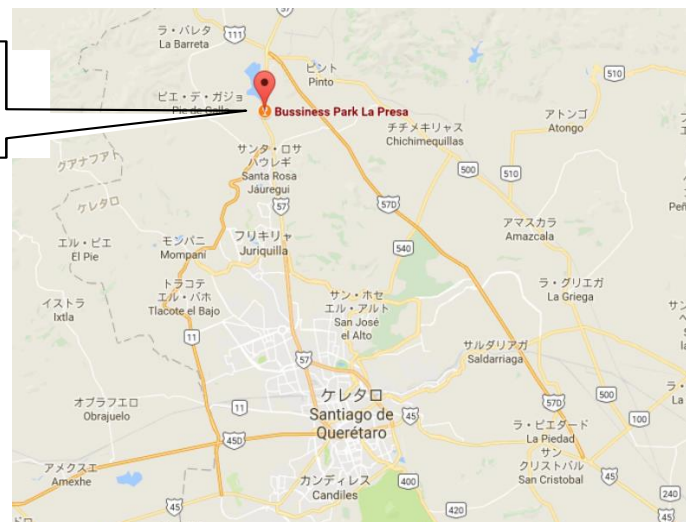 57
ラ・バレタ
La Barreta
111
ピント
Pinto
510
ピエ・デ・ガジョ
Pie de Gallo
Bussiness Park La Presa
アトンゴ
Atongo
チチメキリャス
Chichimequillas
サンタ・ロサ
ハウレギ
Santa Rosa
Jáuregui
グアナフアト
ケレタロ
500
510
57
57D
アマスカラ
Amazcala
エル・ピエ
El Pie
モンパニ
Mompaní
フリキリャ
Juriquilla
540
トラコテ
エル・バホ
Tlacote el Bajo
イストラ
Ixtla
サン・ホセ
エル・アルト
San José
el Alto
ラ・グリエガ
La Griega
11
サルダリアガ
Saldarriaga
57
オブラフエロ
Obrajuelo
11
ケレタロ
Santiago de
Querétaro
45
57D
500
100
45D
ラ・ピエダード
La Piedad
サン
クリストバル
San Cristobal
アメクスエ
Amexhe
カンディレス
Candiles
400
45
240
45
420
45